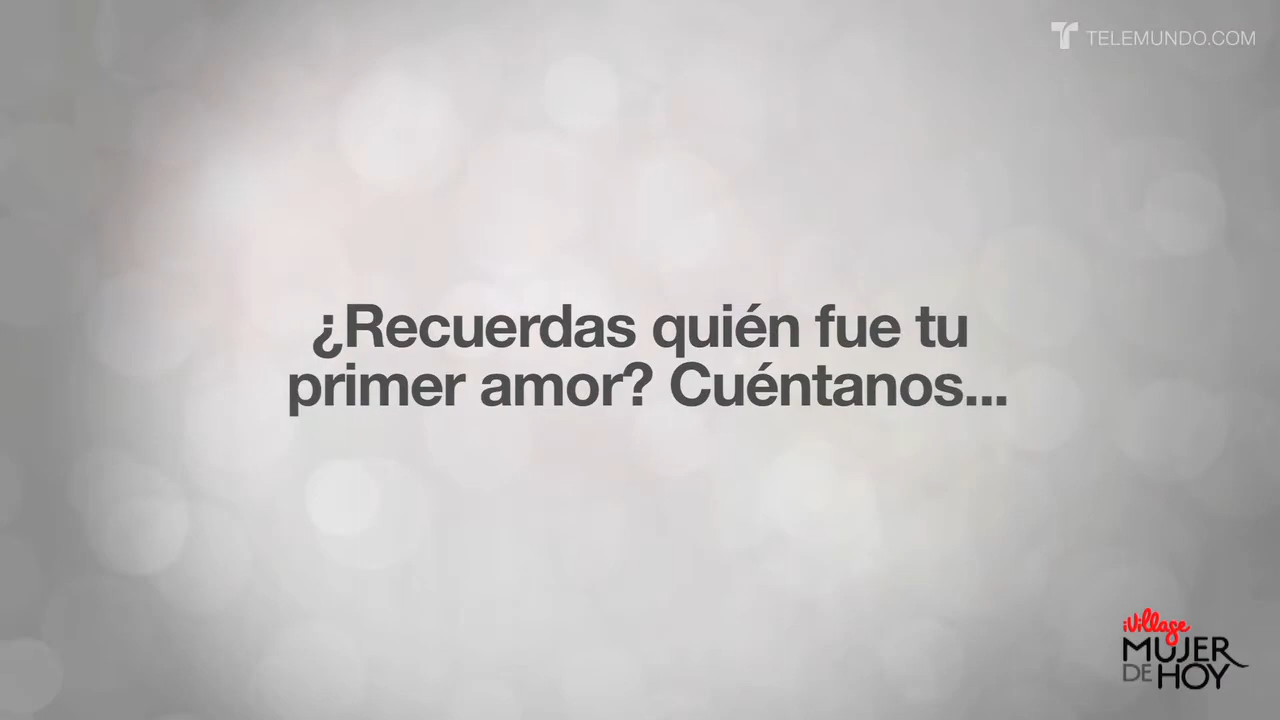 TELEMUNDO.COM
¿Recuerdas quién fue tu
primer amor? Cuéntanos...
iVillage
MUJER
DE HOY